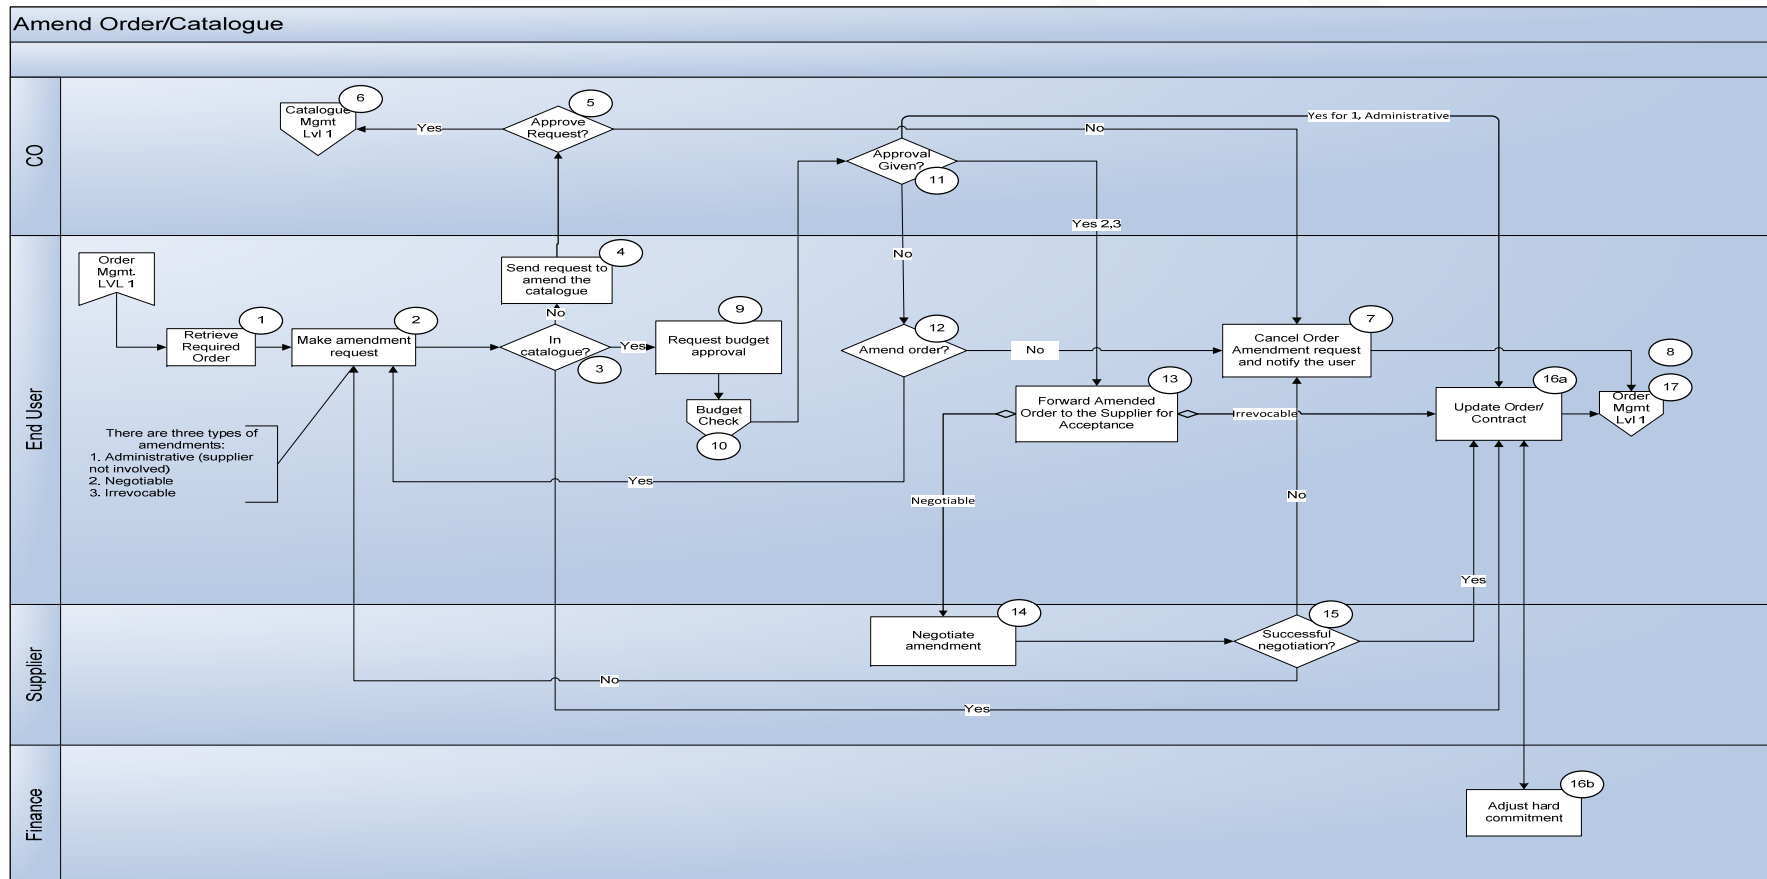 Amend Order/Catalogue
CO
6
Catalogue
Mgmt
Lvl 1
Yes
5
Approve
Request?
No
Yes for 1, Administrative
Approval
Given?
11
Yes 2,3
No
End User
Order
Mgmt.
LVL 1
1
Retrieve
Required
Order
2
Make amendment
request
4
Send request to
amend the
catalogue
No
In
catalogue?
3
Yes
9
Request budget
approval
Budget
Check
10
12
Amend order?
No
7
Cancel Order
Amendment request
and notify the user
8
13
Forward Amended
Order to the Supplier for
Acceptance
Irrevocable
16a
Update Order/
Contract
17
Order
Mgmt
Lvl 1
There are three types of
amendments:
1. Administrative (supplier
not involved)
2. Negotiable
3. Irrevocable
Yes
Negotiable
No
Yes
Supplier
14
Negotiate
amendment
15
Successful
negotiation?
No
Yes
Finance
16b
Adjust hard
commitment